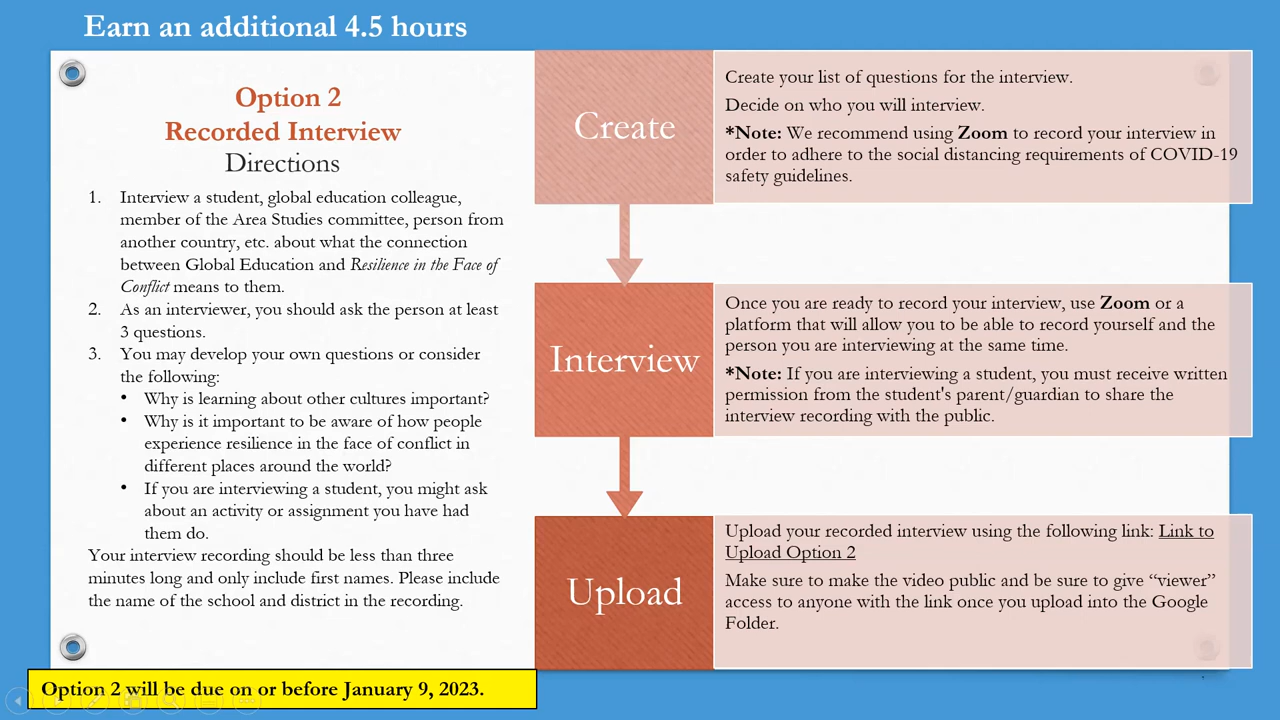 Earn an additional 4.5 hours
Option 2
Recorded Interview
Directions
1. Interview a student, global education colleague,
member of the Area Studies committee, person from
another country, etc. about what the connection
between Global Education and Resilience in the Face of
Conflict means to them.
2. As an interviewer, you should ask the person at least
3 questions.
3. You may develop your own questions or consider
the following:
• Why is learning about other cultures important?
• Why is it important to be aware of how people
experience resilience in the face of conflict in
different places around the world?
• If you are interviewing a student, you might ask
about an activity or assignment you have had
them do.
Your interview recording should be less than three
minutes long and only include first names. Please include
the name of the school and district in the recording.
Option 2 will be due on or before January 9, 2023.
Create
Create your list of questions for the interview.
Decide on who you will interview.
*Note: We recommend using Zoom to record your interview in
order to adhere to the social distancing requirements of COVID-19
safety guidelines.
Interview
Once you are ready to record your interview, use Zoom or a
platform that will allow you to be able to record yourself and the
person you are interviewing at the same time.
*Note: If you are interviewing a student, you must receive written
permission from the student's parent/guardian to share the
interview recording with the public.
Upload
Upload your recorded interview using the following link: Link to
Upload Option 2
Make sure to make the video public and be sure to give “viewer”
access to anyone with the link once you upload into the Google
Folder.